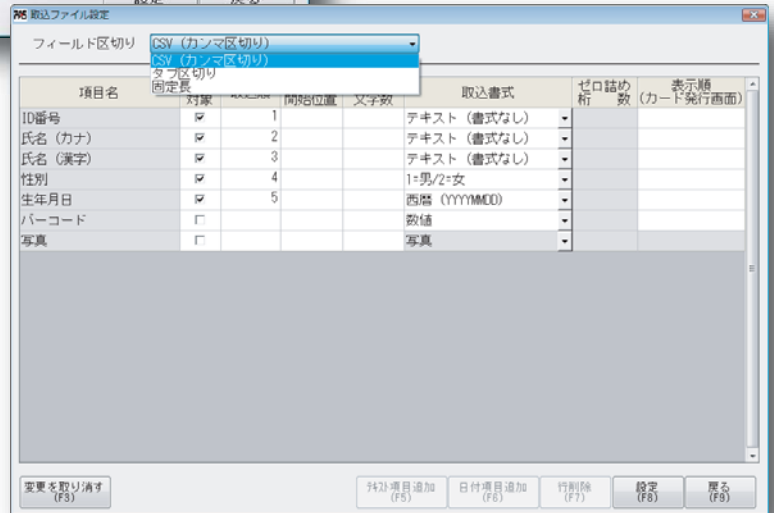 設定 戻る
取込ファイル設定
フィールド区切り CSV (カンマ区切り)
CSV (カンマ区切り)
タブ区切り
固定長
項目名 対象 開始位置 文字数 取込書式 ゼロ詰め桁数 表示順(カード発行画面)
ID番号 1 テキスト (書式なし)
氏名 (カナ) 2 テキスト (書式なし)
氏名 (漢字) 3 テキスト (書式なし)
性別 4 1=男/2=女
生年月日 5 西暦 (YYYYMMDD)
バーコード 数値
写真 写真
変更を取り消す (F3) テキスト項目追加 (F5) 日付項目追加 (F6) 行削除 (F7) 設定 (F8) 戻る (F9)